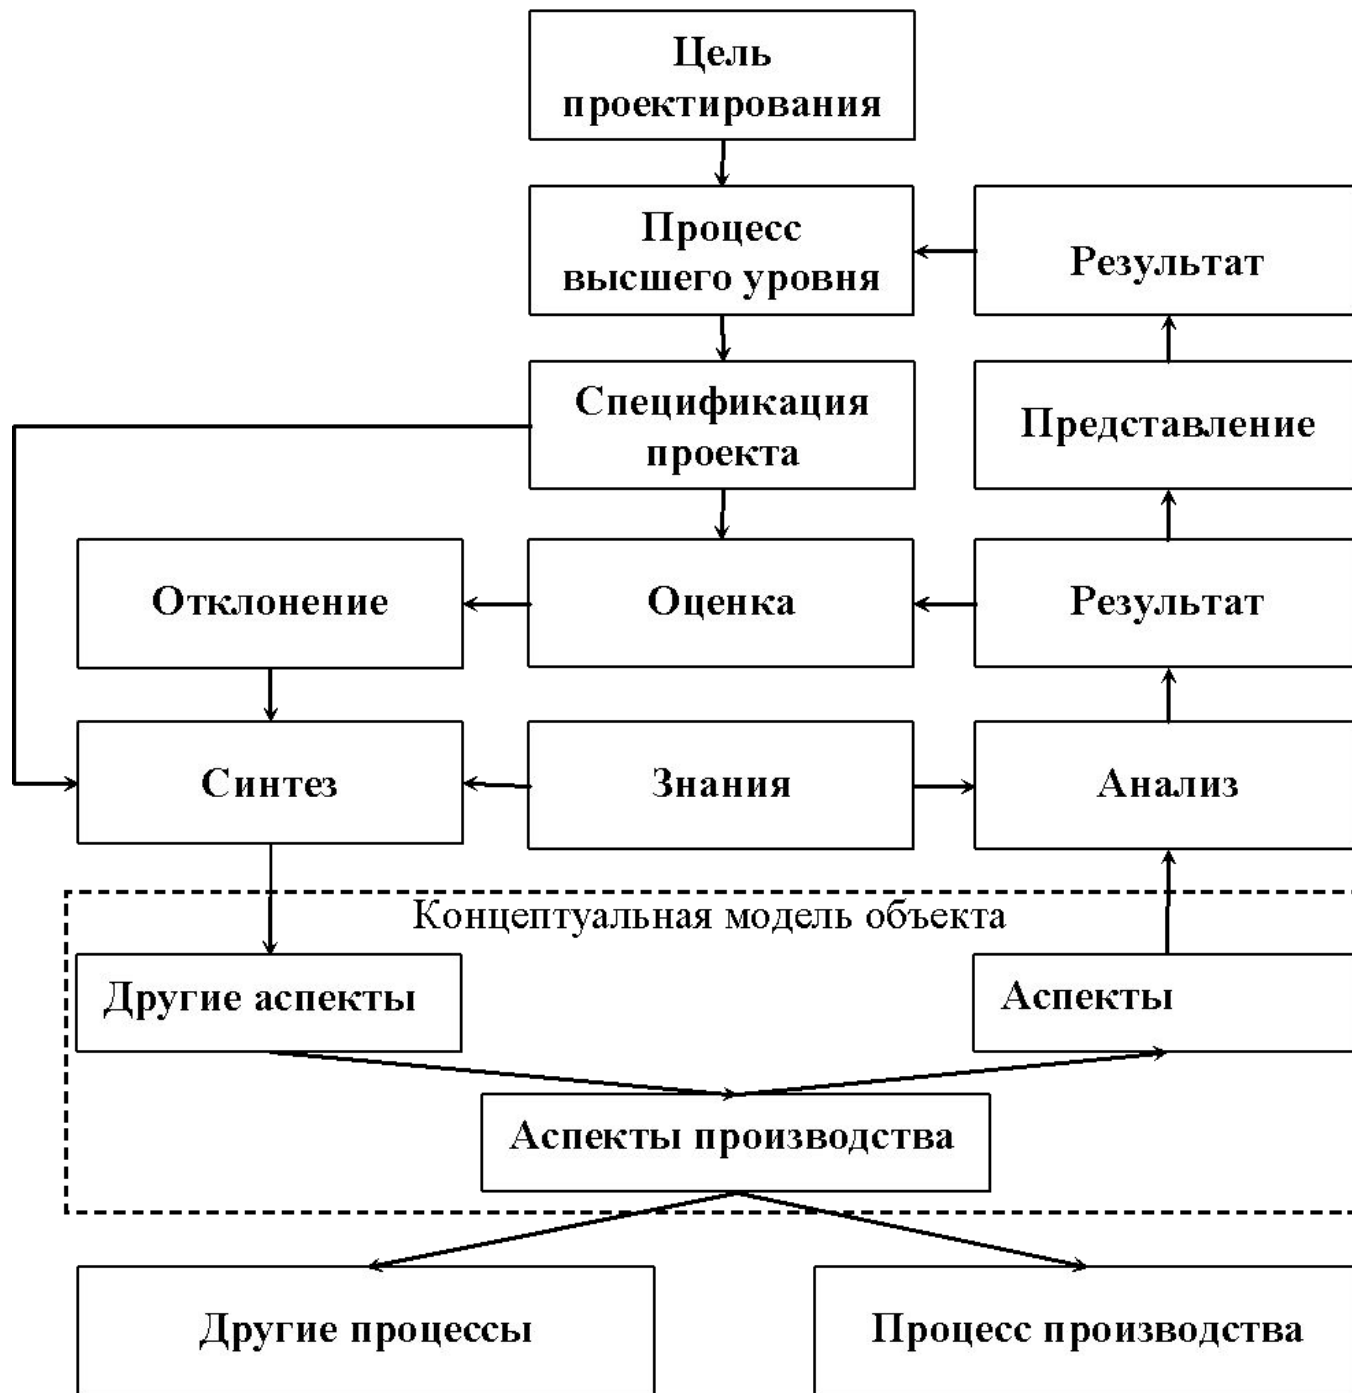 Цель
проектирования
Процесс
высшего уровня
Результат
Спецификация
проекта
Представление
Отклонение
Оценка
Результат
Синтез
Знания
Анализ
Концептуальная модель объекта
Другие аспекты
Аспекты
Аспекты производства
Другие процессы
Процесс производства